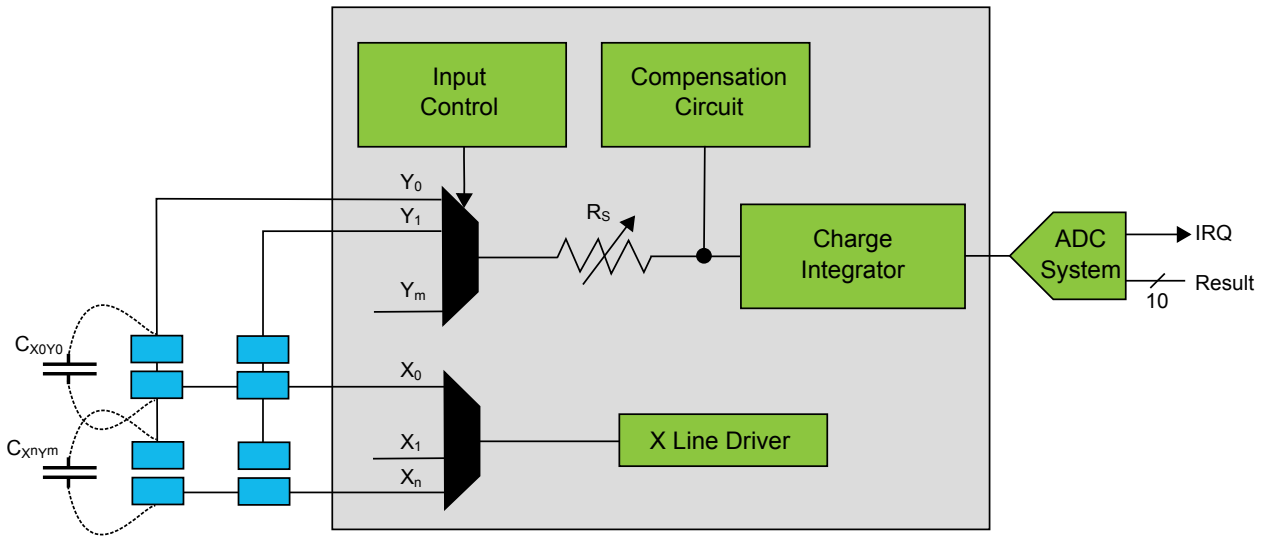 Input
Control
Compensation
Circuit
Y0
Y1
RS
Ym
Charge
Integrator
ADC
System
IRQ
Result
10
CX0Y0
X0
CXnYm
X1
Xn
X Line Driver